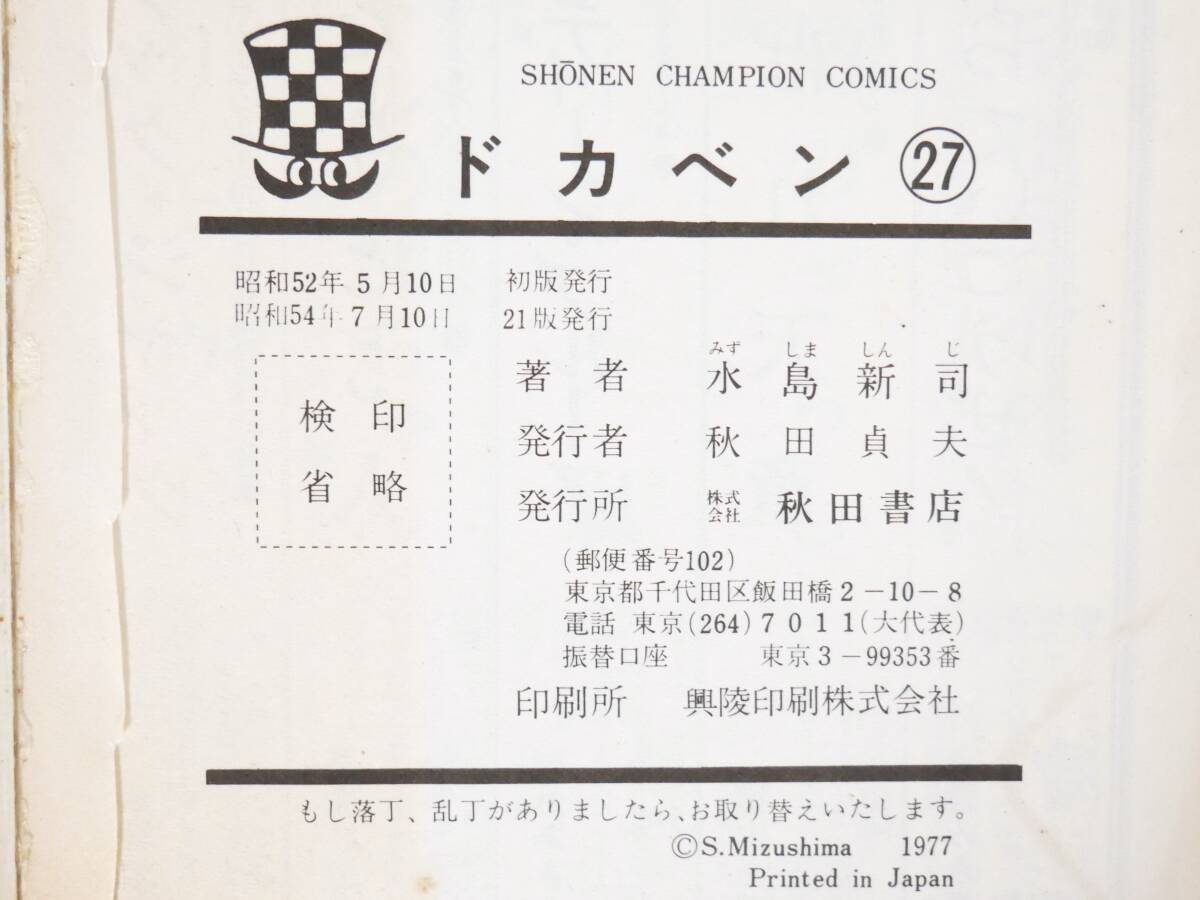 SHŌNEN CHAMPION COMICS
ドカベン ㉗
昭和52年 5月10日 初版発行
昭和54年 7月10日 21版発行
検印
省略
著者 水島新司
みず しま しん じ
発行者 秋田貞夫
発行所 株式会社 秋田書店
(郵便番号102)
東京都千代田区飯田橋2-10-8
電話 東京(264)7011(大代表)
振替口座 東京3-99353番
印刷所 興陵印刷株式会社
もし落丁、乱丁がありましたら、お取り替えいたします。
©S.Mizushima 1977
Printed in Japan